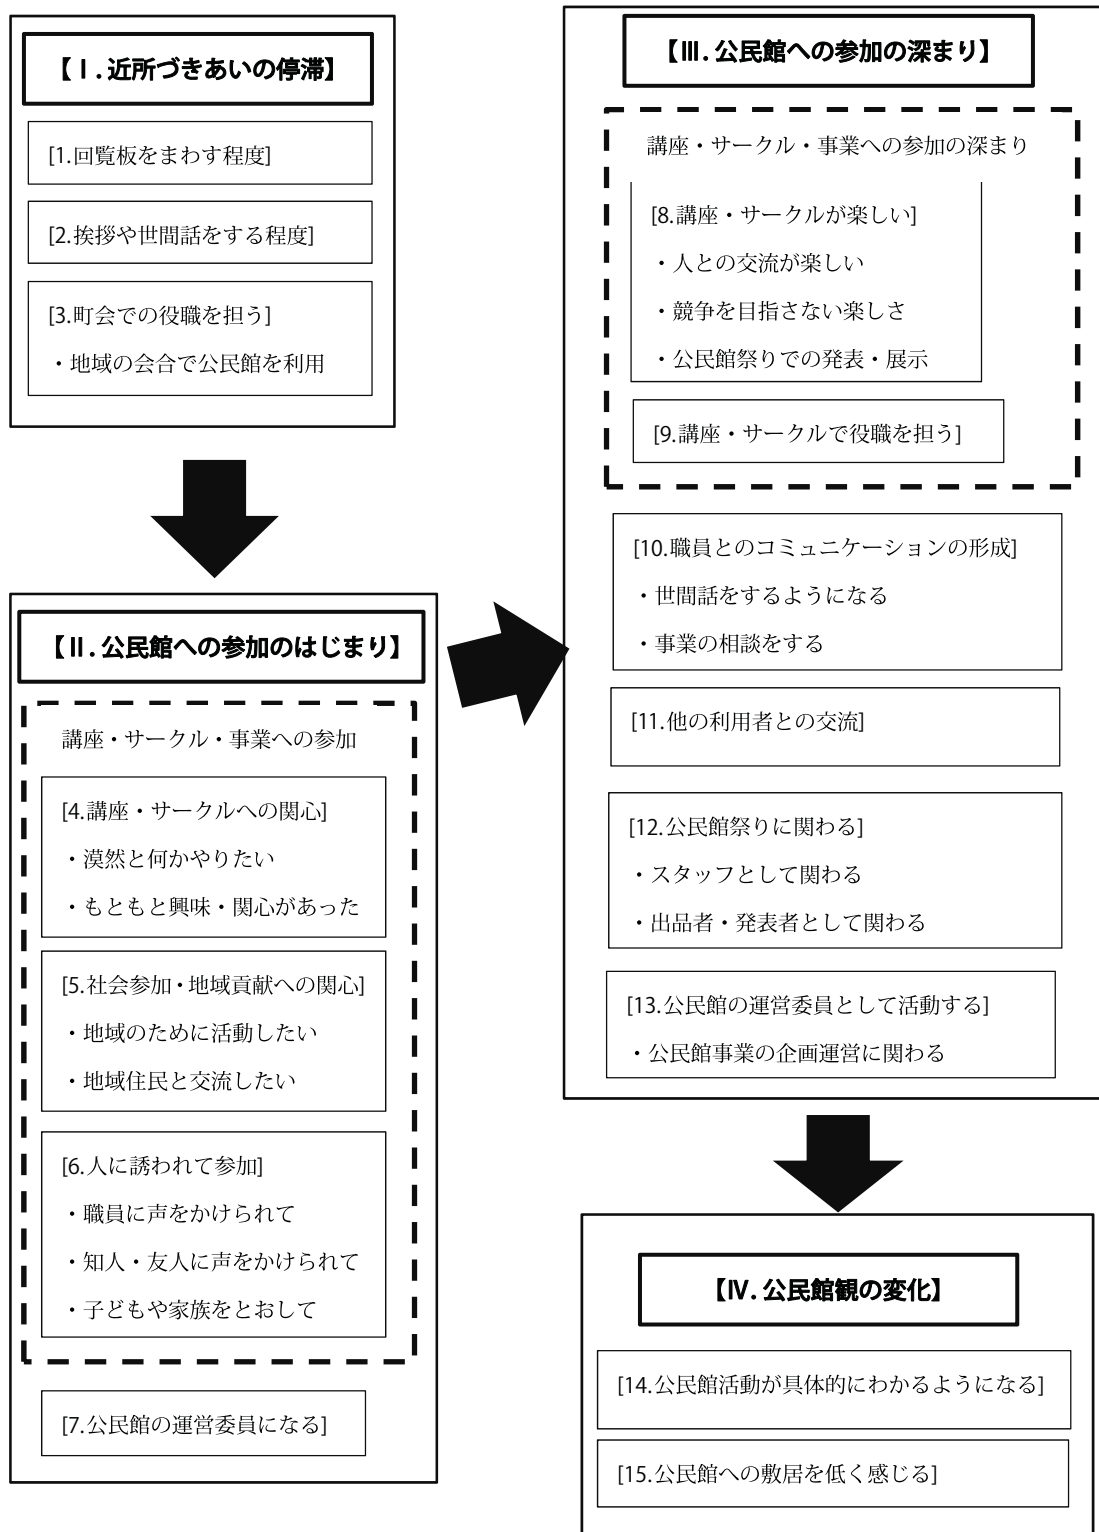 【Ⅰ.近所づきあいの停滞】
[1.回覧板をまわす程度]
[2.挨拶や世間話をする程度]
[3.町会での役職を担う]
・地域の会合で公民館を利用
【Ⅱ.公民館への参加のはじまり】
講座・サークル・事業への参加
[4.講座・サークルへの関心]
・漠然と何かやりたい
・もともと興味・関心があった
[5.社会参加・地域貢献への関心]
・地域のために活動したい
・地域住民と交流したい
[6.人に誘われて参加]
・職員に声をかけられて
・知人・友人に声をかけられて
・子どもや家族をとおして
[7.公民館の運営委員になる]
【Ⅲ.公民館への参加の深まり】
講座・サークル・事業への参加の深まり
[8.講座・サークルが楽しい]
・人との交流が楽しい
・競争を目指さない楽しさ
・公民館祭りでの発表・展示
[9.講座・サークルで役職を担う]
[10.職員とのコミュニケーションの形成]
・世間話をするようになる
・事業の相談をする
[11.他の利用者との交流]
[12.公民館祭りに関わる]
・スタッフとして関わる
・出品者・発表者として関わる
[13.公民館の運営委員として活動する]
・公民館事業の企画運営に関わる
【Ⅳ.公民館観の変化】
[14.公民館活動が具体的にわかるようになる]
[15.公民館への敷居を低く感じる]